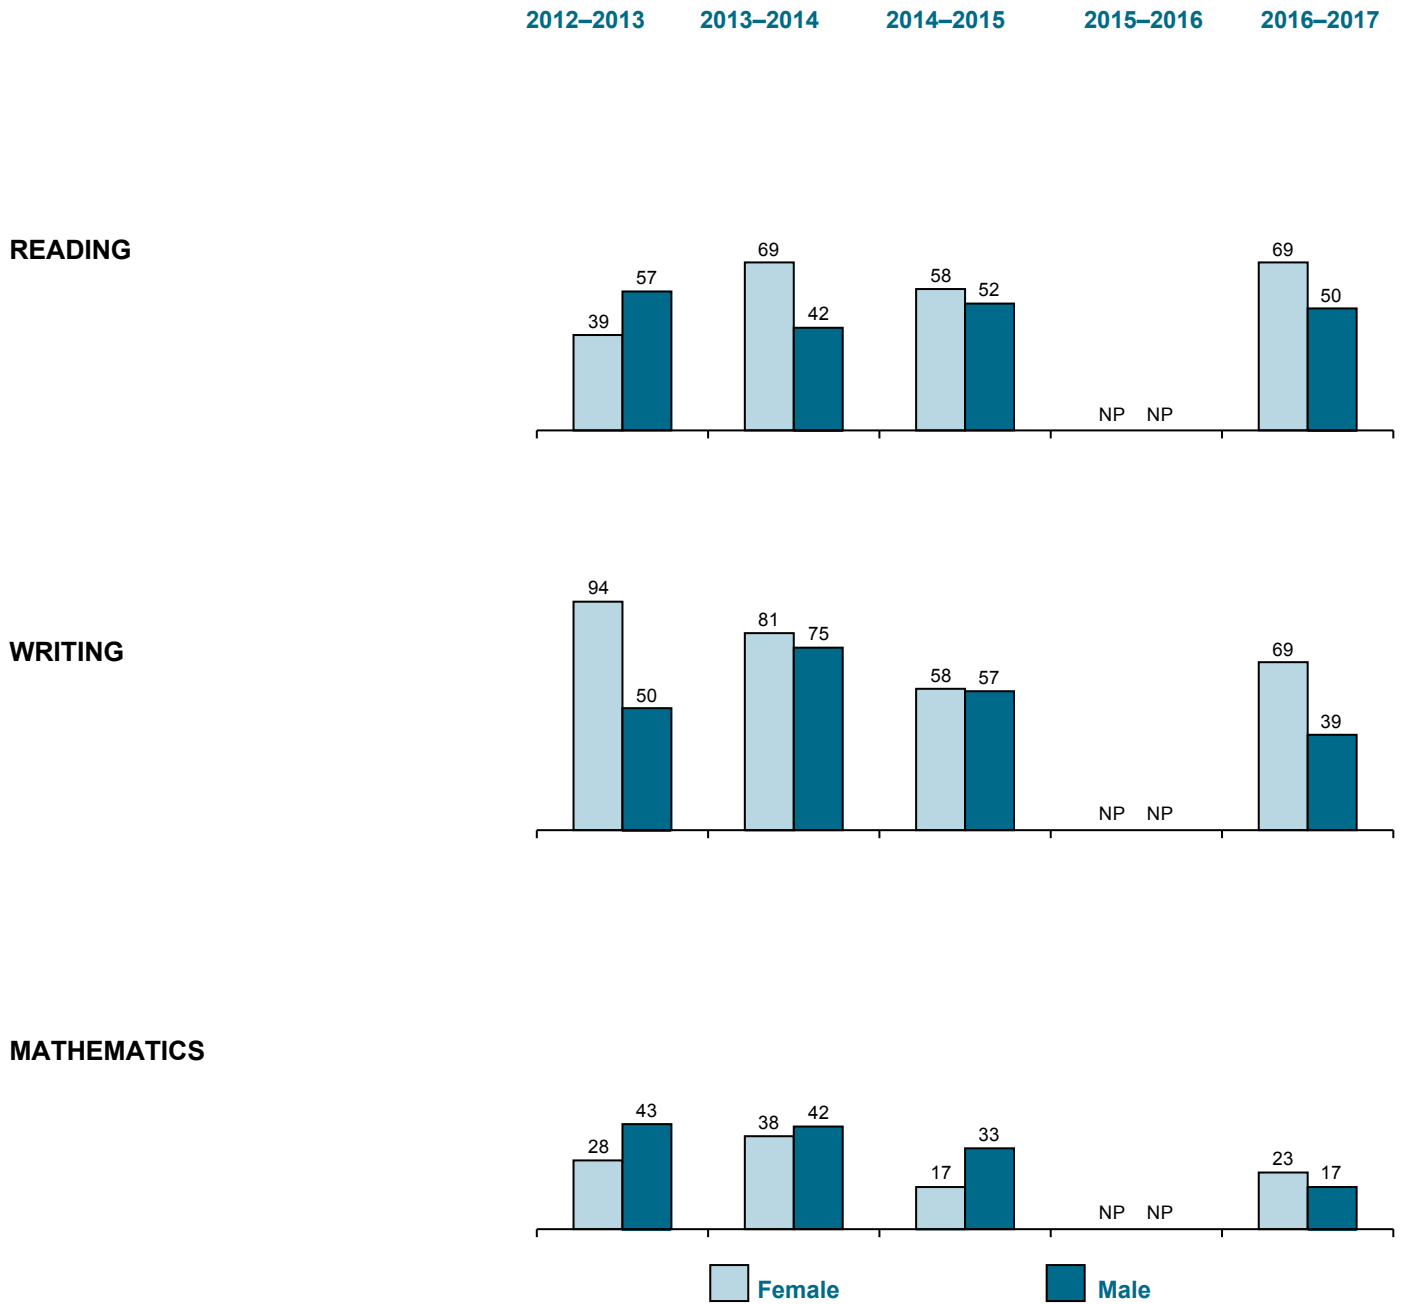 2012–2013 2013–2014 2014–2015 2015–2016 2016–2017
READING
39 57 69 42 58 52 NP NP 69 50
WRITING
94 50 81 75 58 57 NP NP 69 39
MATHEMATICS
28 43 38 42 17 33 NP NP 23 17
Female Male